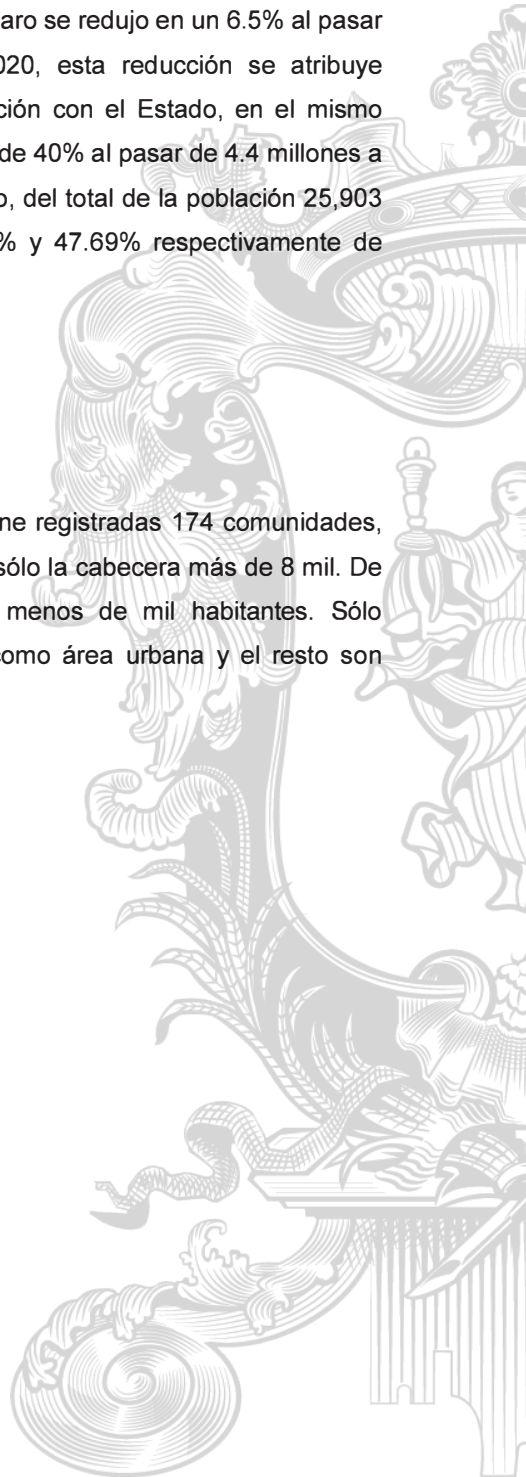 aro se redujo en un 6.5% al pasar
020, esta reducción se atribuye
ción con el Estado, en el mismo
de 40% al pasar de 4.4 millones a
o, del total de la población 25,903
% y 47.69% respectivamente de
ne registradas 174 comunidades,
sólo la cabecera más de 8 mil. De
menos de mil habitantes. Sólo
como área urbana y el resto son